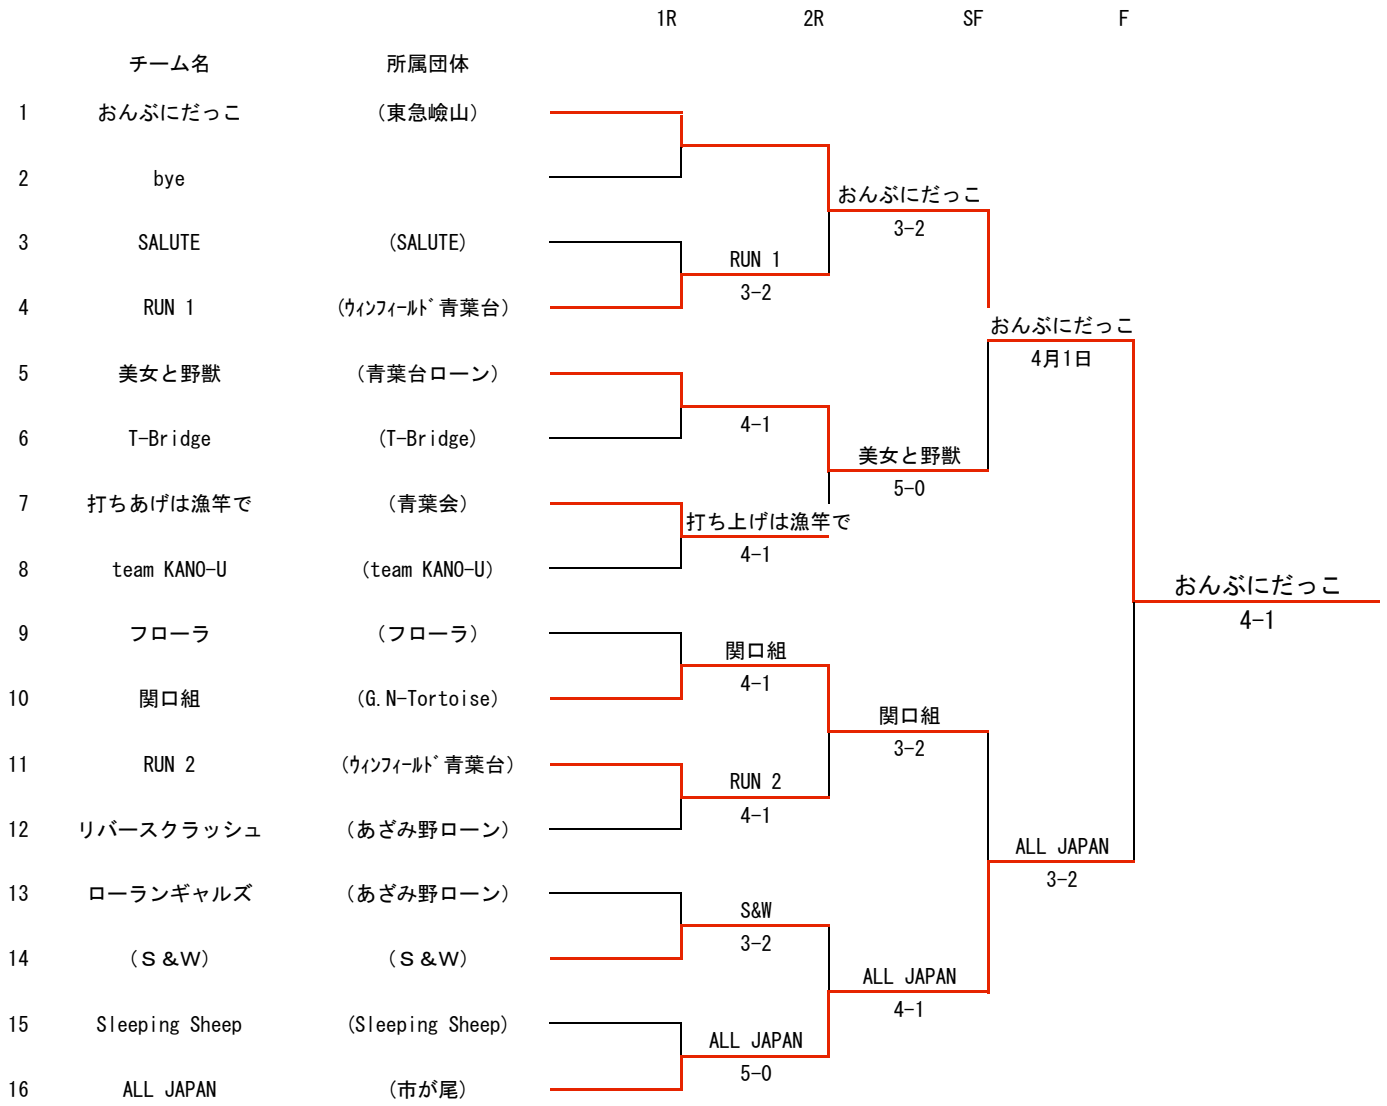 1R 2R SF F
チーム名 所属団体
1 おんぶにだっこ (東急嶮山)
2 bye
おんぶにだっこ
3-2
3 SALUTE (SALUTE)
RUN 1
3-2
4 RUN 1 (ｳｨﾝﾌｨｰﾙﾄﾞ青葉台)
おんぶにだっこ
4月1日
5 美女と野獣 (青葉台ローン)
4-1
6 T-Bridge (T-Bridge)
美女と野獣
5-0
7 打ちあげは漁竿で (青葉会)
打ち上げは漁竿で
4-1
8 team KANO-U (team KANO-U)
おんぶにだっこ
4-1
9 フローラ (フローラ)
関口組
4-1
10 関口組 (G.N-Tortoise)
関口組
3-2
11 RUN 2 (ｳｨﾝﾌｨｰﾙﾄﾞ青葉台)
RUN 2
4-1
12 リバースクラッシュ (あざみ野ローン)
ALL JAPAN
3-2
13 ローランギャルズ (あざみ野ローン)
S&W
3-2
14 （Ｓ＆Ｗ） （Ｓ＆Ｗ）
ALL JAPAN
4-1
15 Sleeping Sheep (Sleeping Sheep)
ALL JAPAN
5-0
16 ALL JAPAN (市が尾)